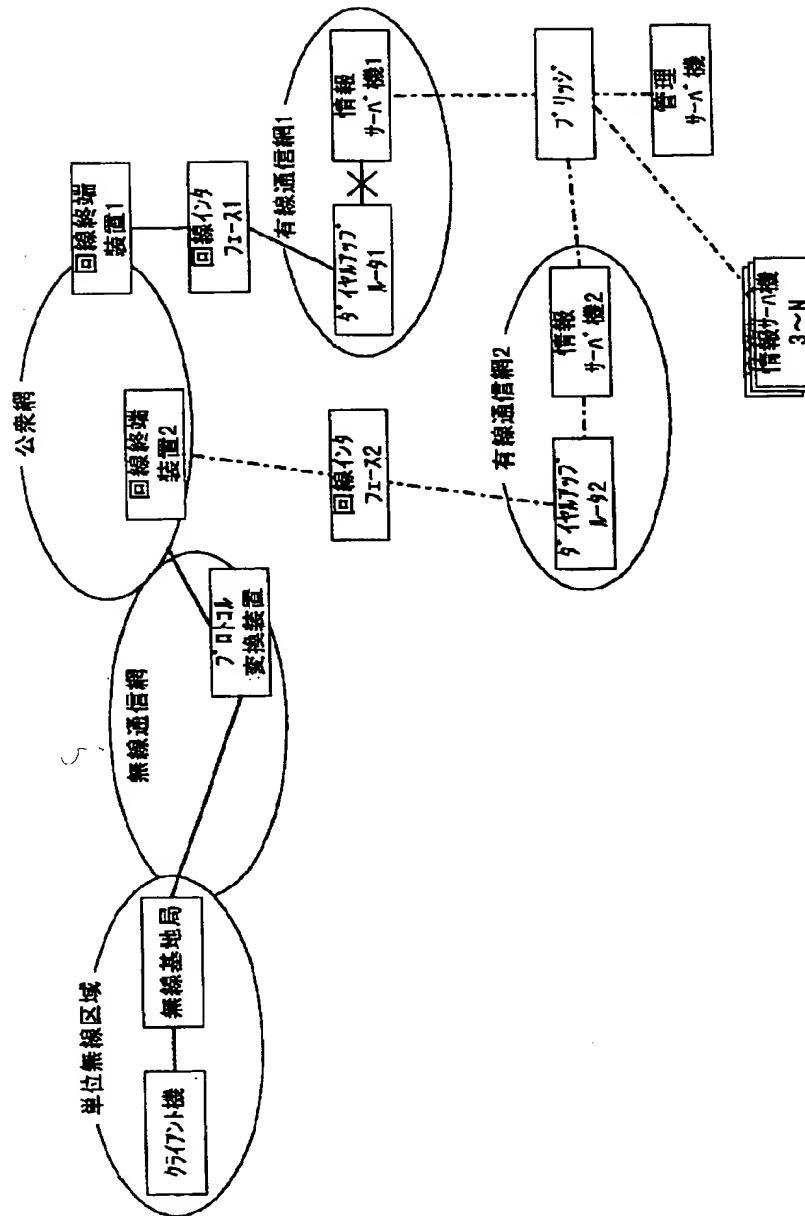 単位無線区域
クライアント機
無線基地局
無線通信網
プロトコル
変換装置
公衆網
回線終端
装置2
回線終端
装置1
回線インタ
フェース1
有線通信網1
ダイヤルアップ
ルータ1
情報
サーバ機1
回線インタ
フェース2
有線通信網2
ダイヤルアップ
ルータ2
情報
サーバ機2
ブリッジ
管理
サーバ機
情報サーバ機
3~N